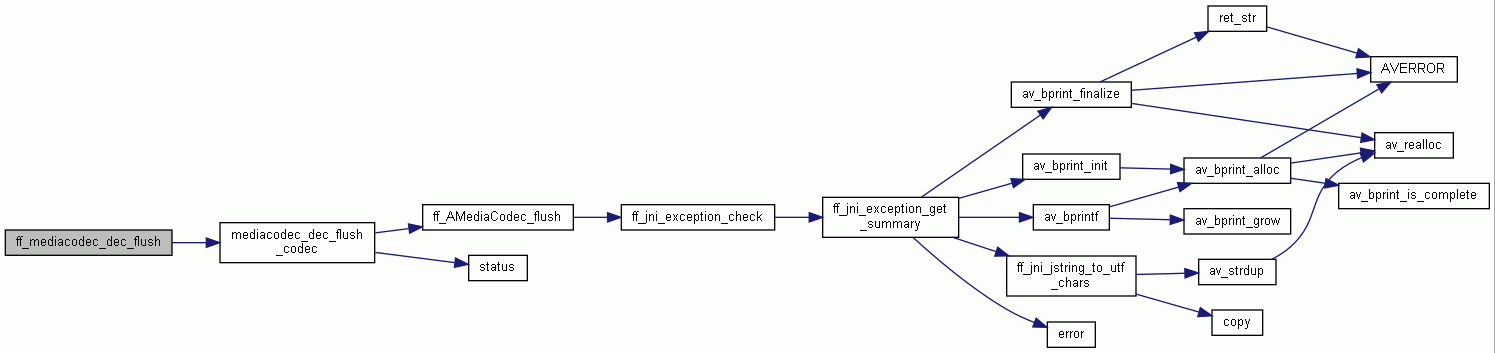 ff_mediacodec_dec_flush
mediacodec_dec_flush
_codec
ff_AMediaCodec_flush
status
ff_jni_exception_check
ff_jni_exception_get
_summary
av_bprint_finalize
av_bprint_init
av_bprintf
ff_jni_jstring_to_utf
_chars
error
ret_str
av_bprint_alloc
av_bprint_grow
av_strdup
copy
AVERROR
av_realloc
av_bprint_is_complete